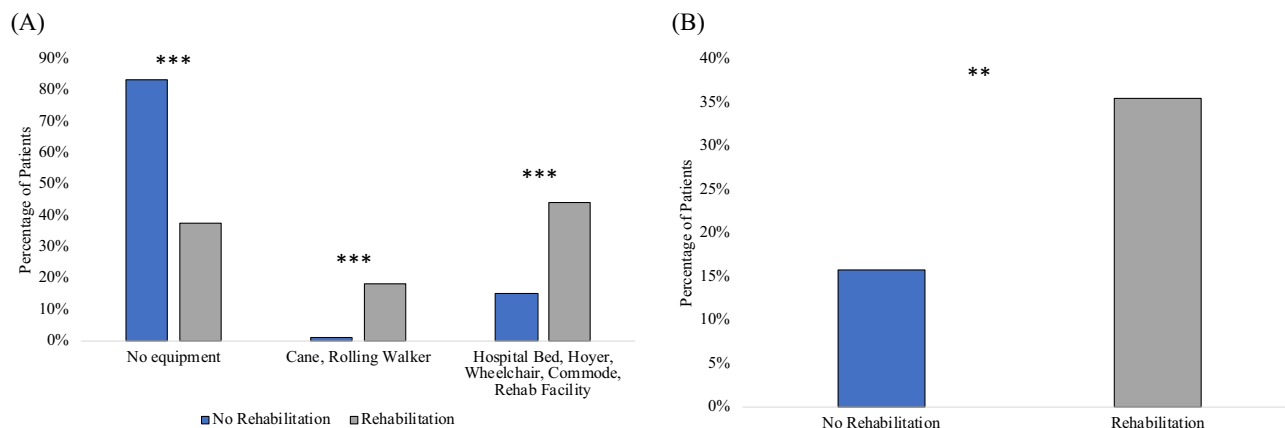 (A)
90%
80%
70%
60%
50%
40%
30%
20%
10%
0%
Percentage of Patients
***
***
***
No equipment
Cane, Rolling Walker
Hospital Bed, Hoyer,
Wheelchair, Commode,
Rehab Facility
No Rehabilitation
Rehabilitation
(B)
40%
35%
30%
25%
20%
15%
10%
5%
0%
Percentage of Patients
**
No Rehabilitation
Rehabilitation